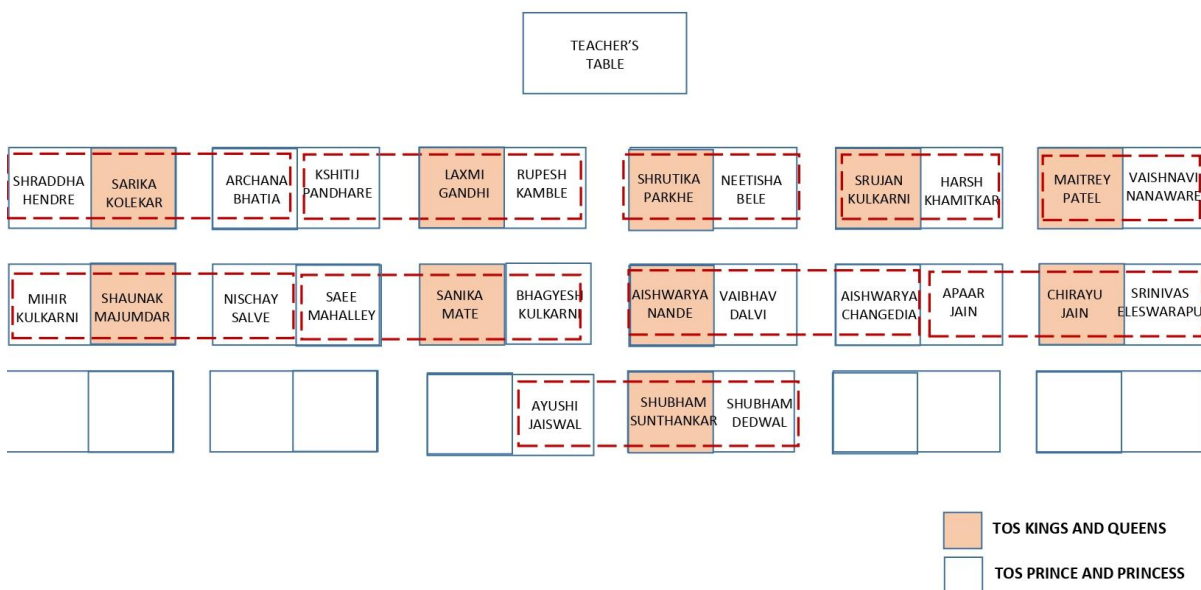 TEACHER'S
TABLE
SHRADDHA
HENDRE
SARIKA
KOLEKAR
ARCHANA
BHATIA
KSHITIJ
PANDHARE
LAXMI
GANDHI
RUPESH
KAMBLE
SHRUTIKA
PARKHE
NEETISHA
BELE
SRUJAN
KULKARNI
HARSH
KHAMITKAR
MAITREY
PATEL
VAISHNAVI
NANAWARE
MIHIR
KULKARNI
SHAUNAK
MAJUMDAR
NISCHAY
SALVE
SAEE
MAHALLEY
SANIKA
MATE
BHAGYESH
KULKARNI
AISHWARYA
NANDE
VAIBHAV
DALVI
AISHWARYA
CHANGEDIA
APAAR
JAIN
CHIRAYU
JAIN
SRINIVAS
ELESWARAPU
AYUSHI
JAISWAL
SHUBHAM
SUNTHANKAR
SHUBHAM
DEDWAL
TOS KINGS AND QUEENS
TOS PRINCE AND PRINCESS